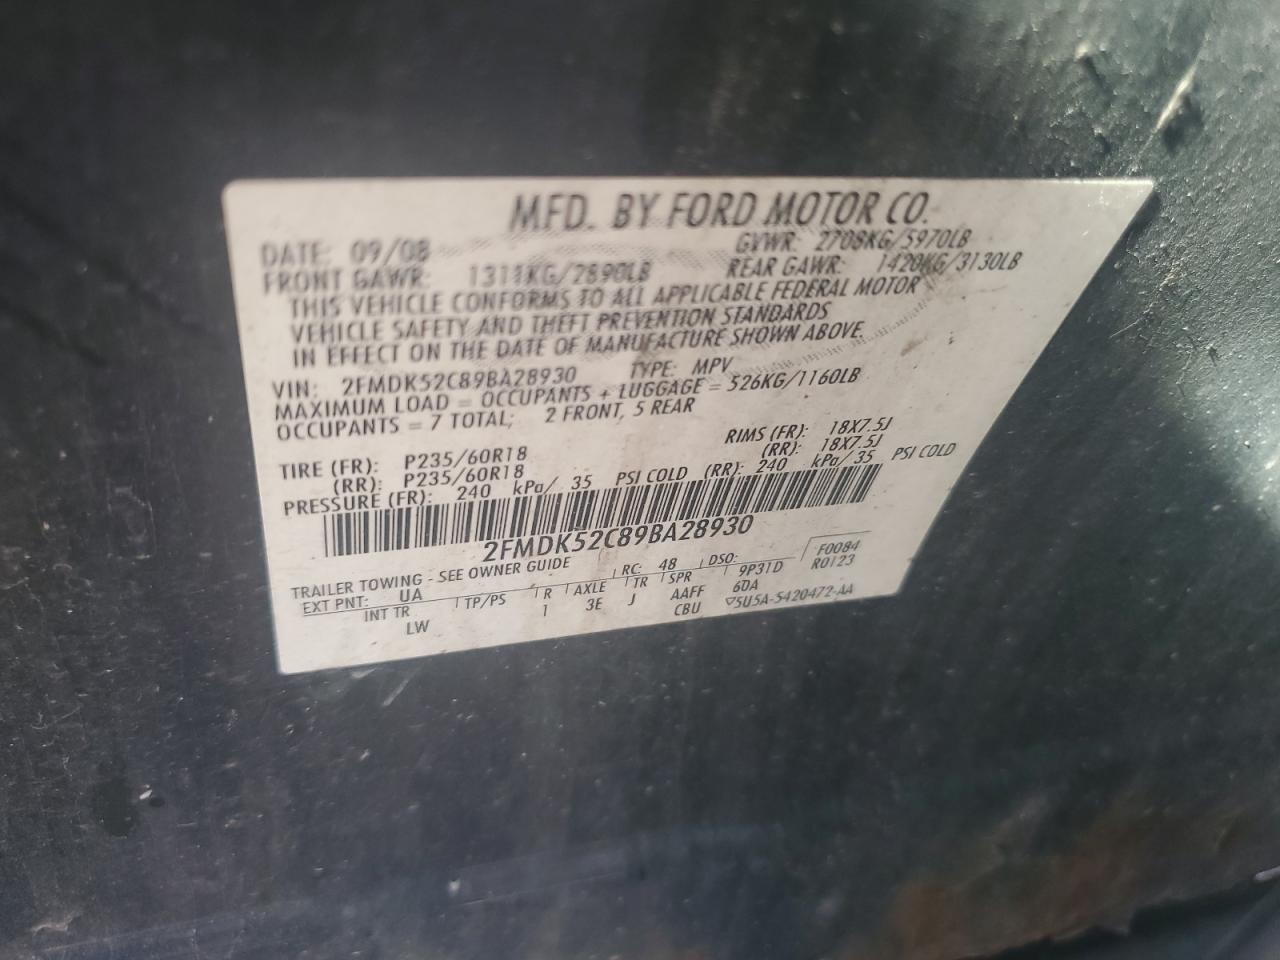 MFD. BY FORD MOTOR CO.
DATE: 09/08 GVWR: 2708KG/5970LB
FRONT GAWR: 1311KG/2890LB REAR GAWR: 1420KG/3130LB
THIS VEHICLE CONFORMS TO ALL APPLICABLE FEDERAL MOTOR
VEHICLE SAFETY AND THEFT PREVENTION STANDARDS
IN EFFECT ON THE DATE OF MANUFACTURE SHOWN ABOVE.
VIN: 2FMDK52C89BA28930 TYPE: MPV
MAXIMUM LOAD = OCCUPANTS + LUGGAGE = 526KG/1160LB
OCCUPANTS = 7 TOTAL; 2 FRONT, 5 REAR
TIRE (FR): P235/60R18 RIMS (FR): 18X7.5J
(RR): P235/60R18 (RR): 18X7.5J
PRESSURE (FR): 240 kPa/ 35 PSI COLD (RR): 240 kPa/ 35 PSI COLD
2FMDK52C89BA28930
TRAILER TOWING - SEE OWNER GUIDE
EXT PNT: UA RC: 48 DSO: F0084
INT TR TP/PS R AXLE TR SPR 9P31D R0123
LW 1 3E J AAFF 6DA
CBU 5U5A-5420472-AA